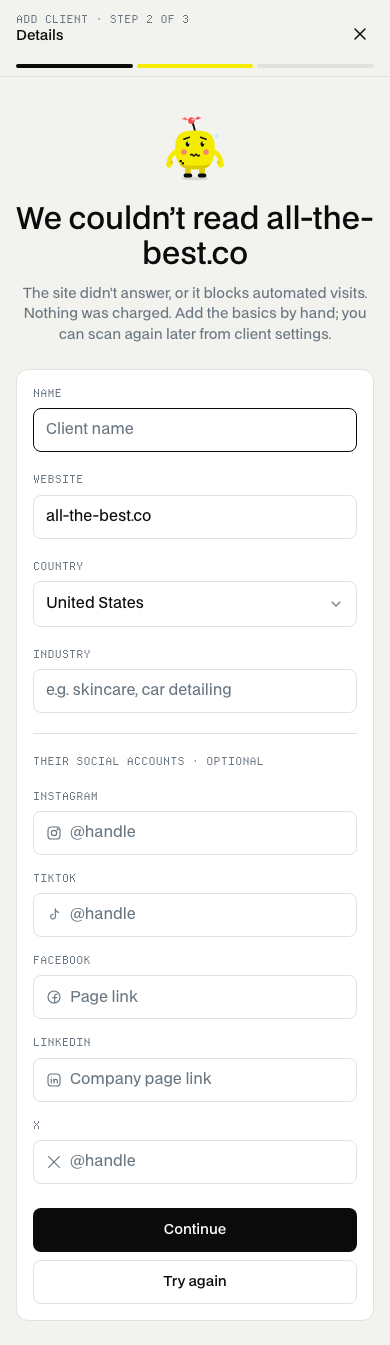 ADD CLIENT · STEP 2 OF 3
Details
We couldn't read all-the-
best.co
The site didn't answer, or it blocks automated visits.
Nothing was charged. Add the basics by hand; you
can scan again later from client settings.
NAME
Client name
WEBSITE
all-the-best.co
COUNTRY
United States
INDUSTRY
e.g. skincare, car detailing
THEIR SOCIAL ACCOUNTS · OPTIONAL
INSTAGRAM
@handle
TIKTOK
@handle
FACEBOOK
Page link
LINKEDIN
Company page link
X
@handle
Continue
Try again